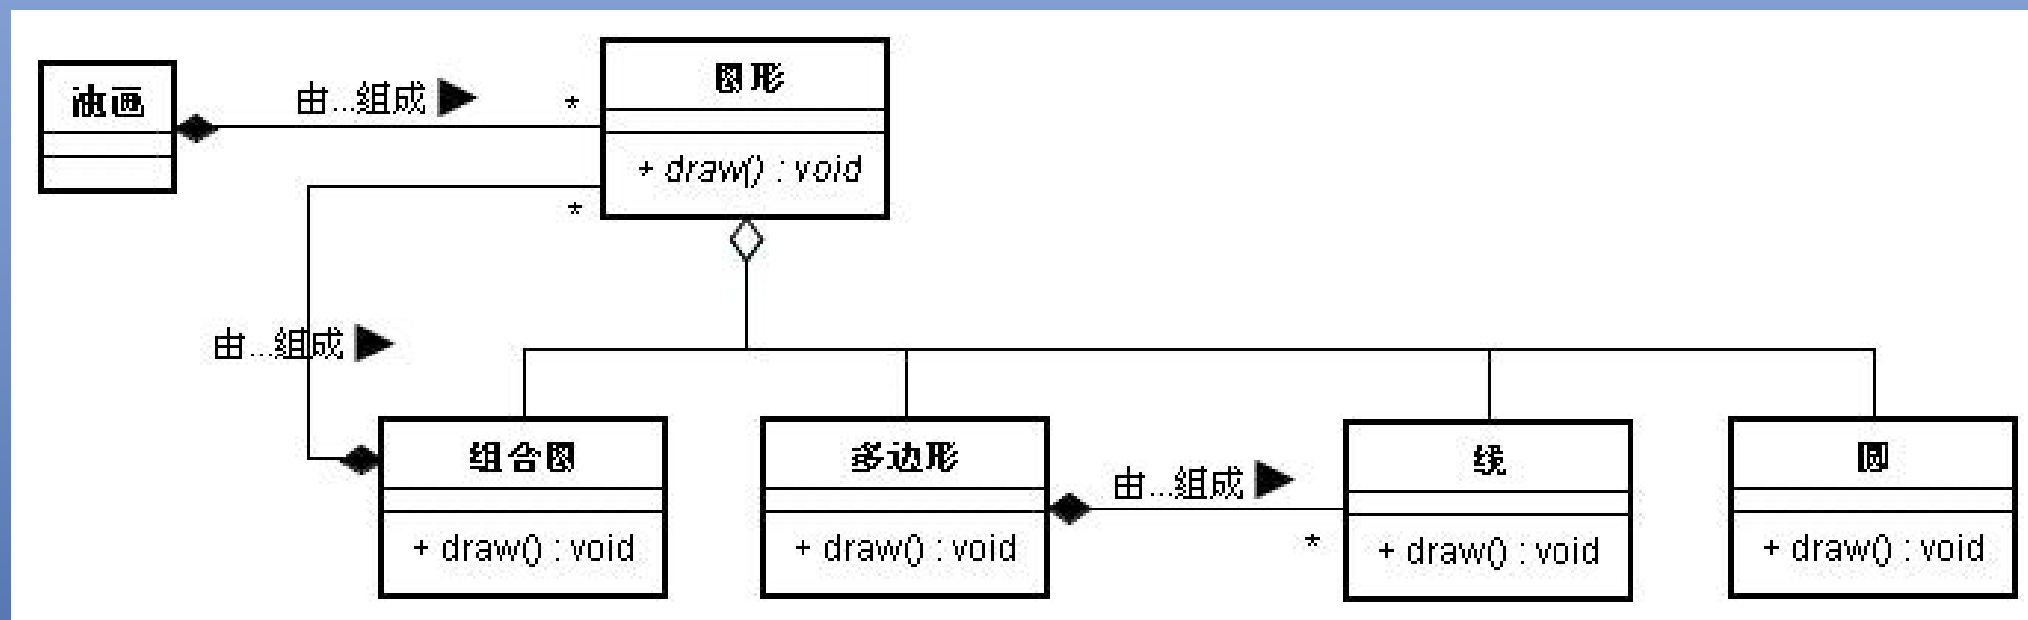 油画
由...组成 ▶
*
图形
+ draw() : void
*
由...组成 ▶
组合图
+ draw() : void
多边形
+ draw() : void
由...组成 ▶
*
线
+ draw() : void
圆
+ draw() : void